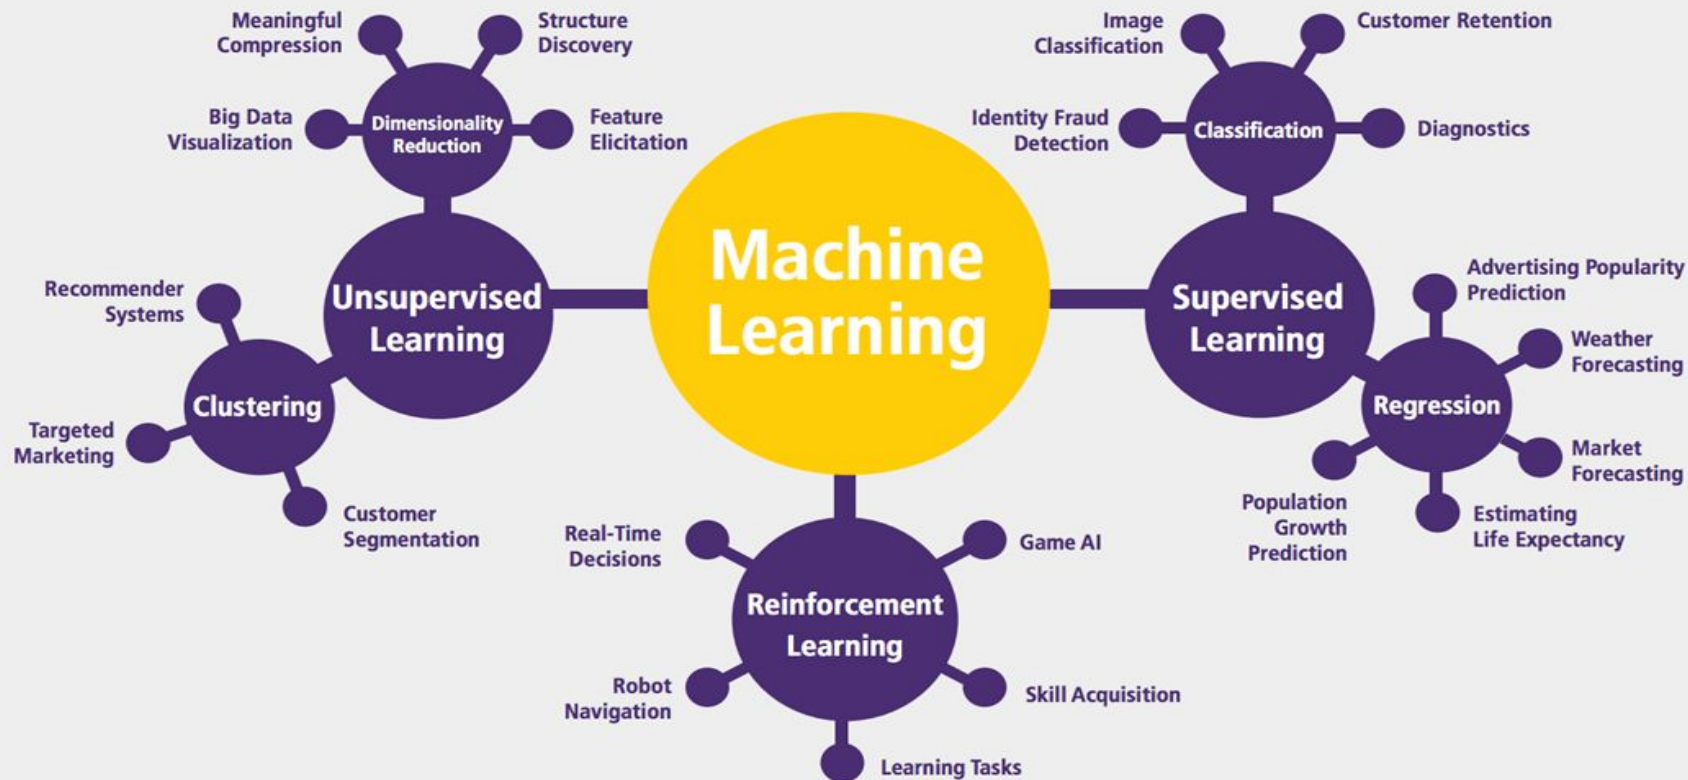 Meaningful
Compression
Structure
Discovery
Big Data
Visualization
Dimensionality
Reduction
Feature
Elicitation
Unsupervised
Learning
Recommender
Systems
Clustering
Targeted
Marketing
Customer
Segmentation
Machine
Learning
Image
Classification
Customer Retention
Identity Fraud
Detection
Classification
Diagnostics
Supervised
Learning
Advertising Popularity
Prediction
Weather
Forecasting
Regression
Market
Forecasting
Population
Growth
Prediction
Estimating
Life Expectancy
Real-Time
Decisions
Game AI
Reinforcement
Learning
Robot
Navigation
Skill Acquisition
Learning Tasks